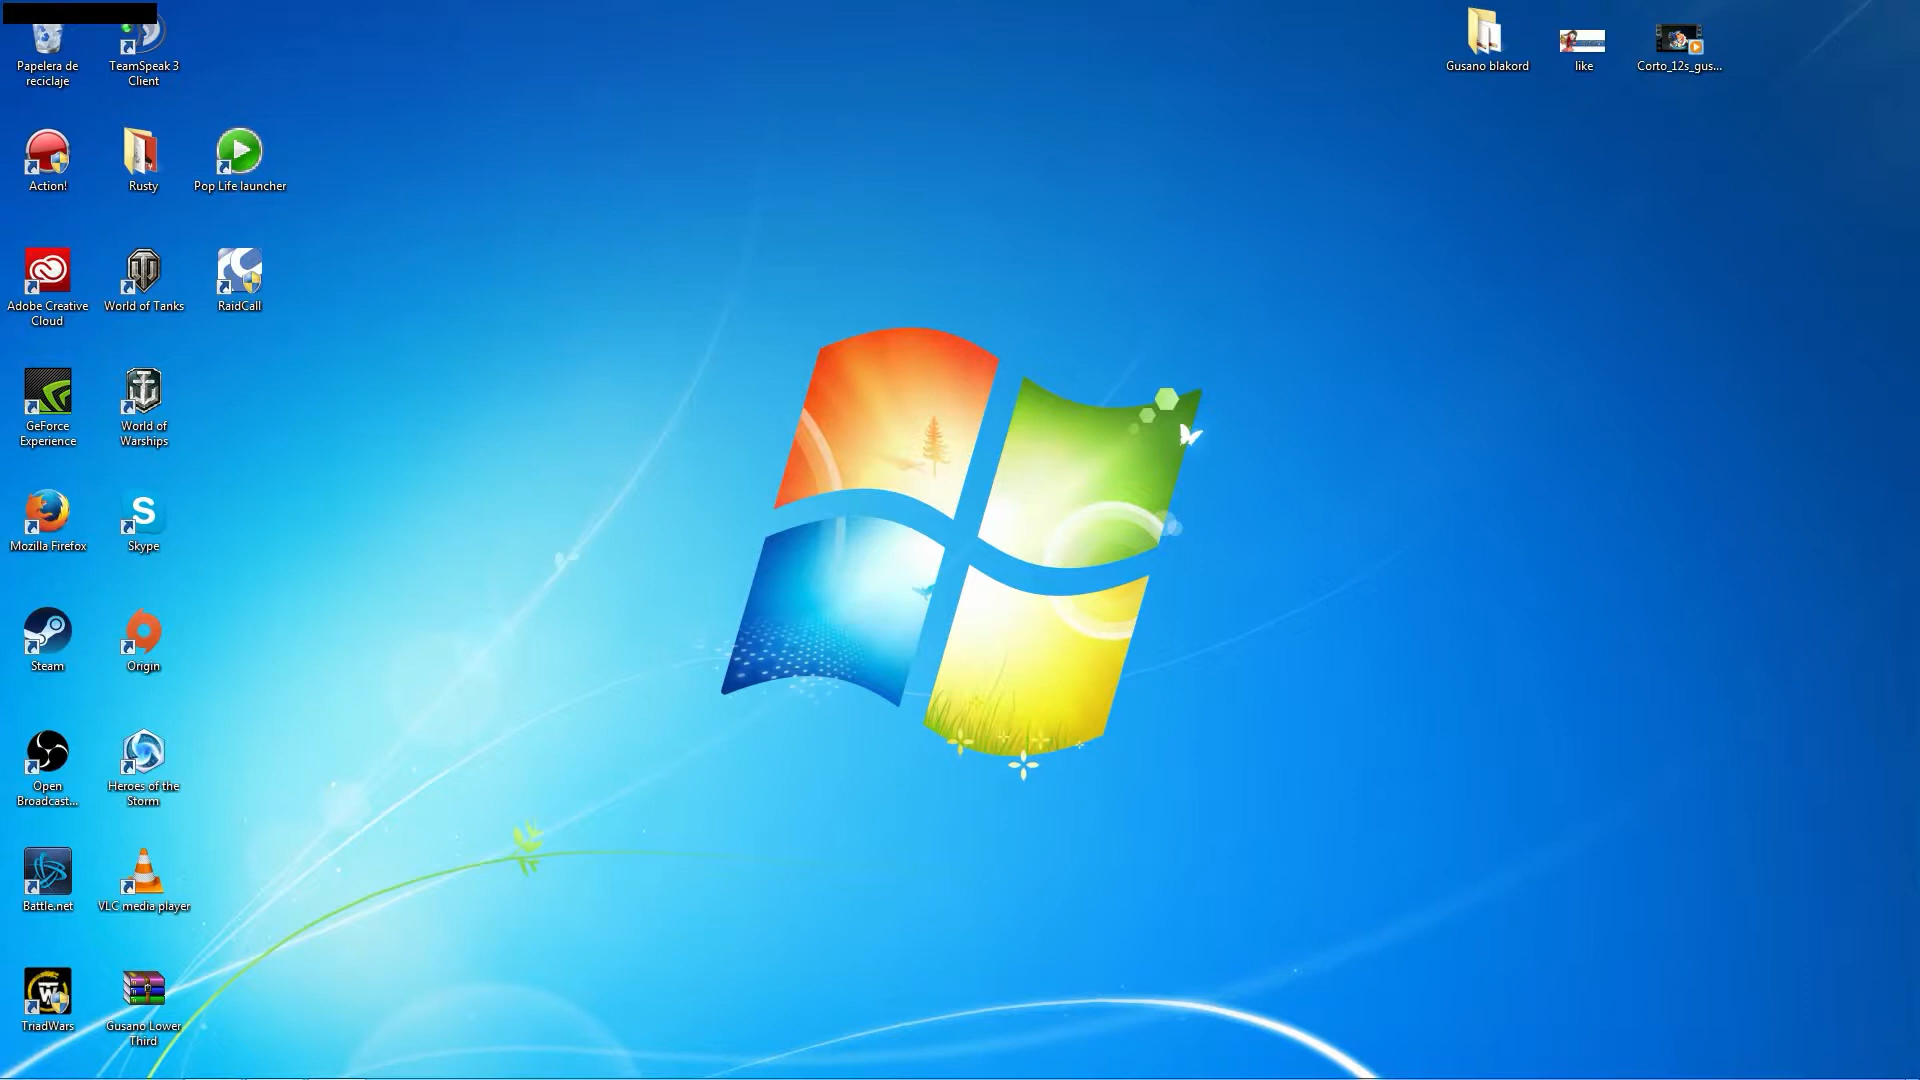 Papelera de
reciclaje
TeamSpeak 3
Client
Gusano blakord
like
Corto_12s_gus...
Action!
Rusty
Pop Life launcher
Adobe Creative
Cloud
World of Tanks
RaidCall
GeForce
Experience
World of
Warships
Mozilla Firefox
Skype
Steam
Origin
Open
Broadcast...
Heroes of the
Storm
Battle.net
VLC media player
TriadWars
Gusano Lower
Third